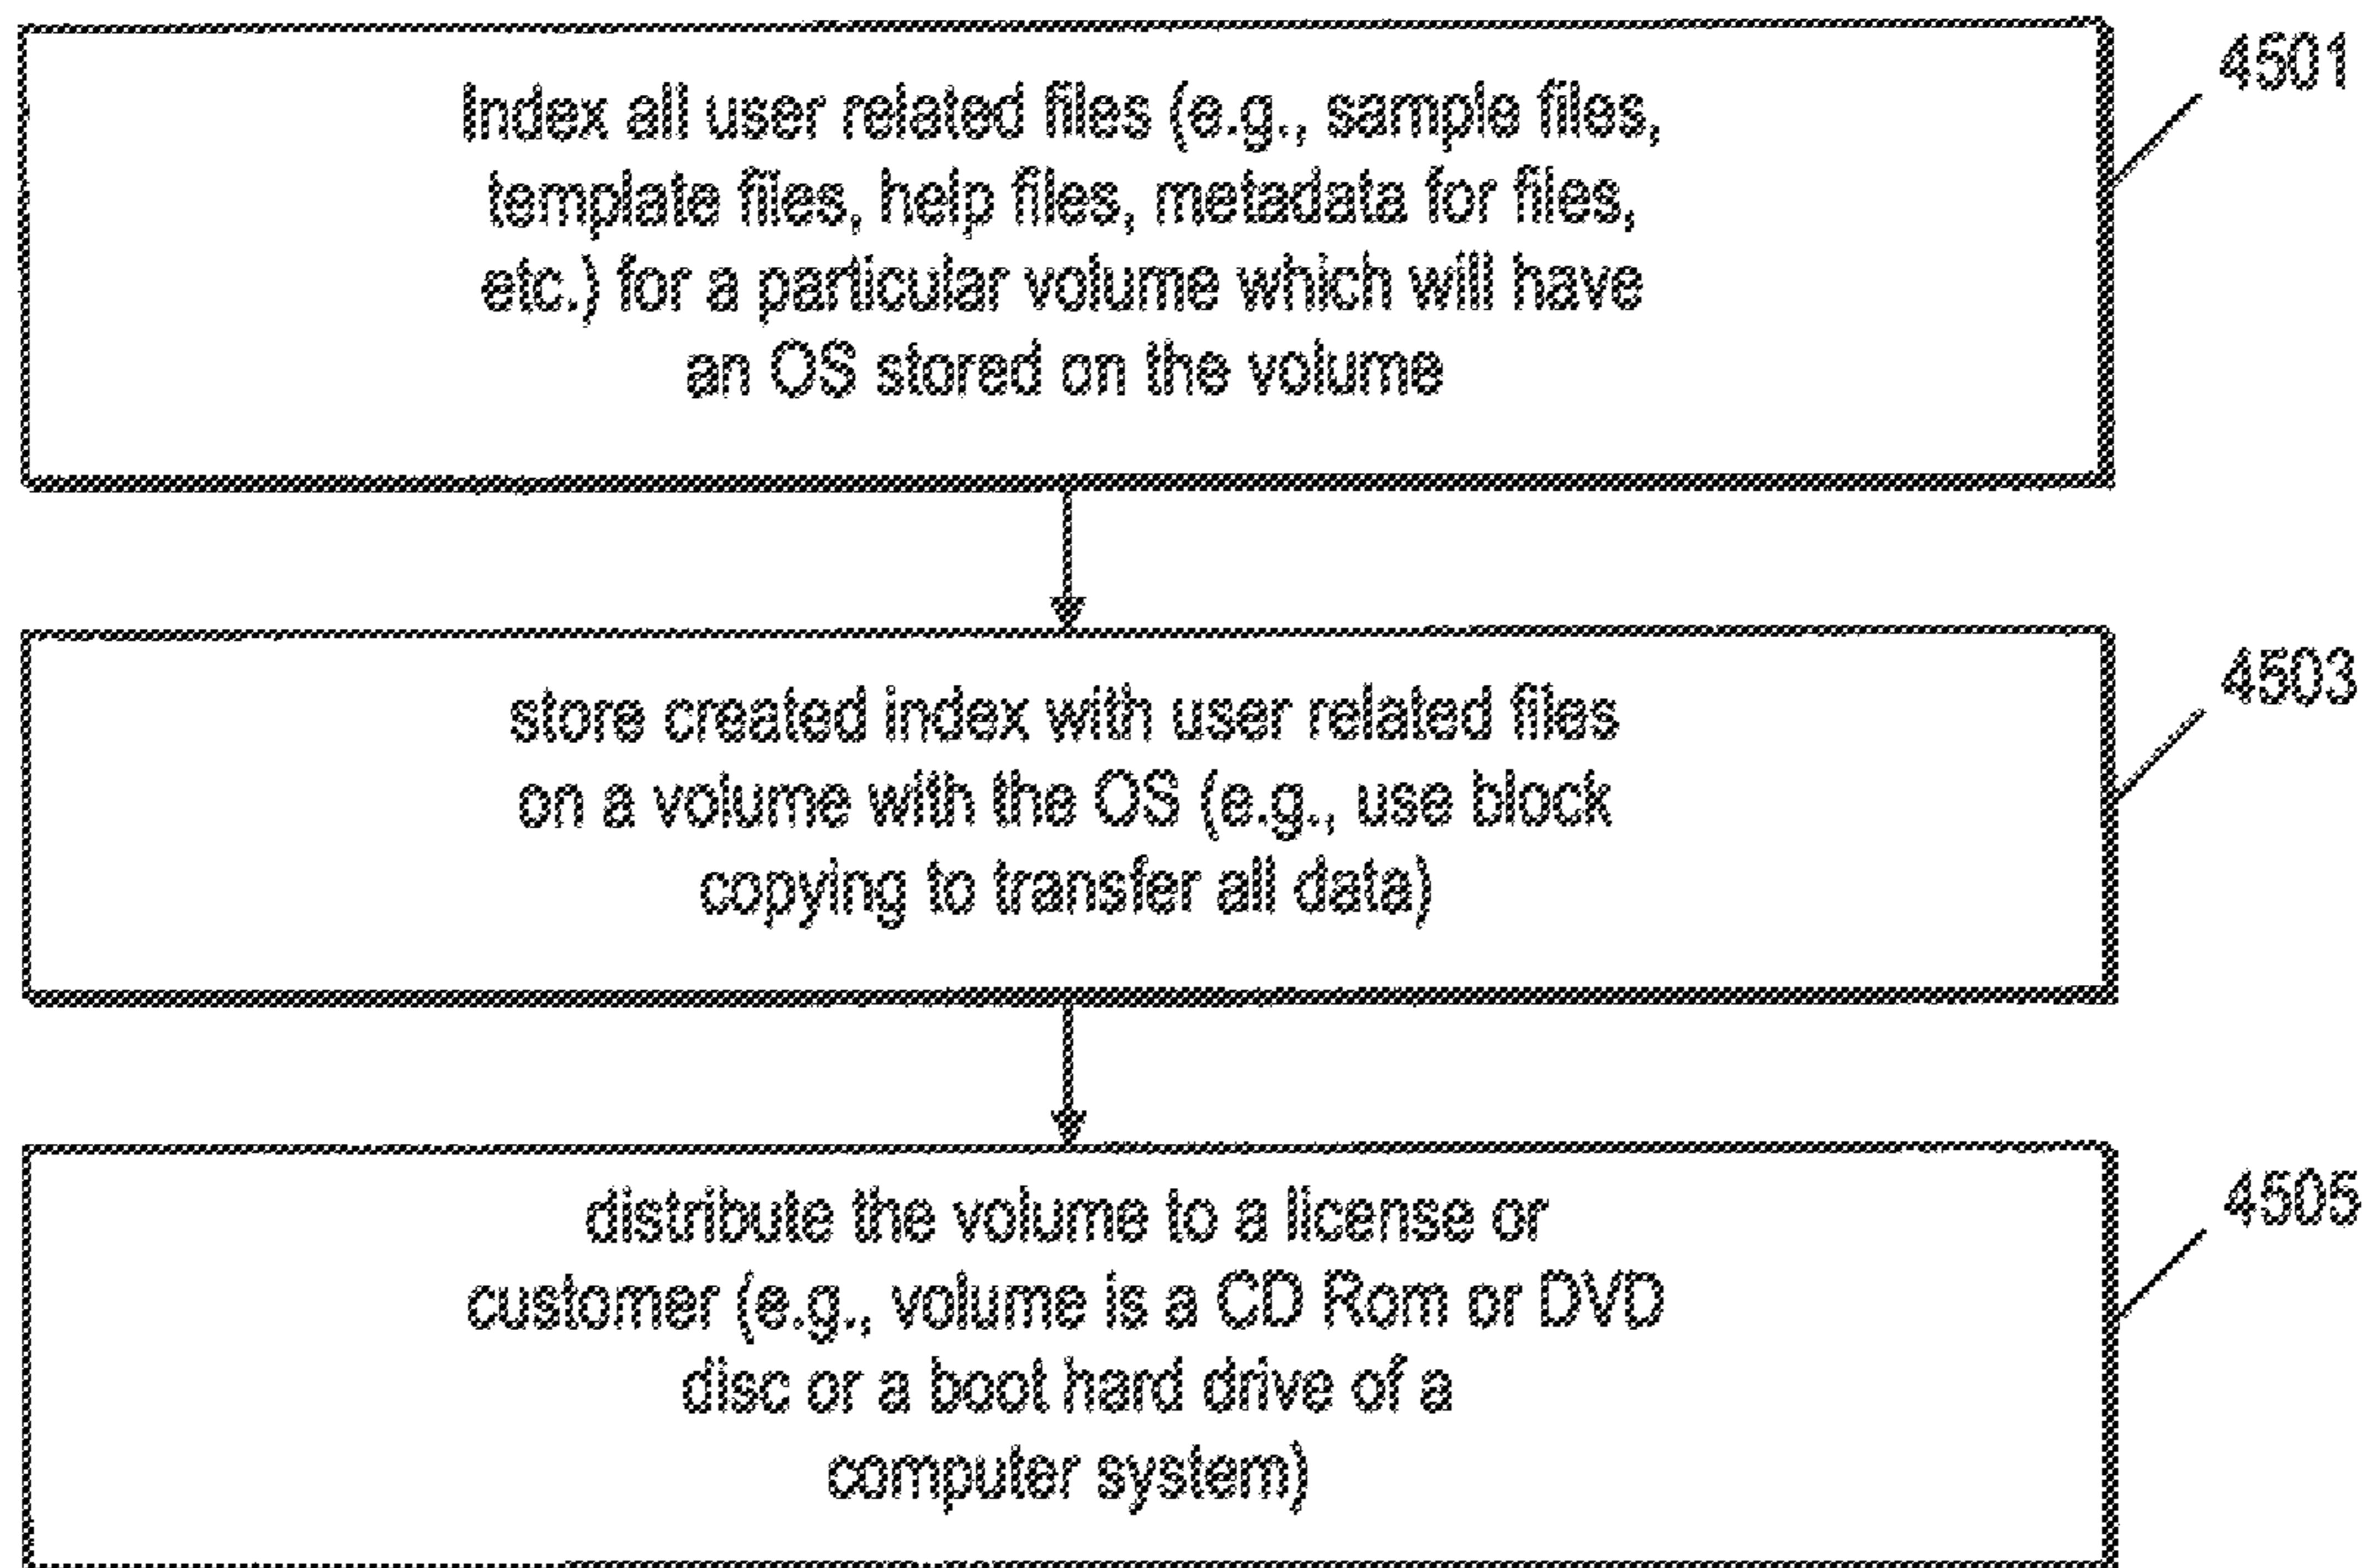 Index all user related files (e.g., sample files,
template files, help files, metadata for files,
etc.) for a particular volume which will have
an OS stored on the volume
4501
store created index with user related files
on a volume with the OS (e.g., use block
copying to transfer all data)
4503
distribute the volume to a license or
customer (e.g., volume is a CD Rom or DVD
disc or a boot hard drive of a
computer system)
4505